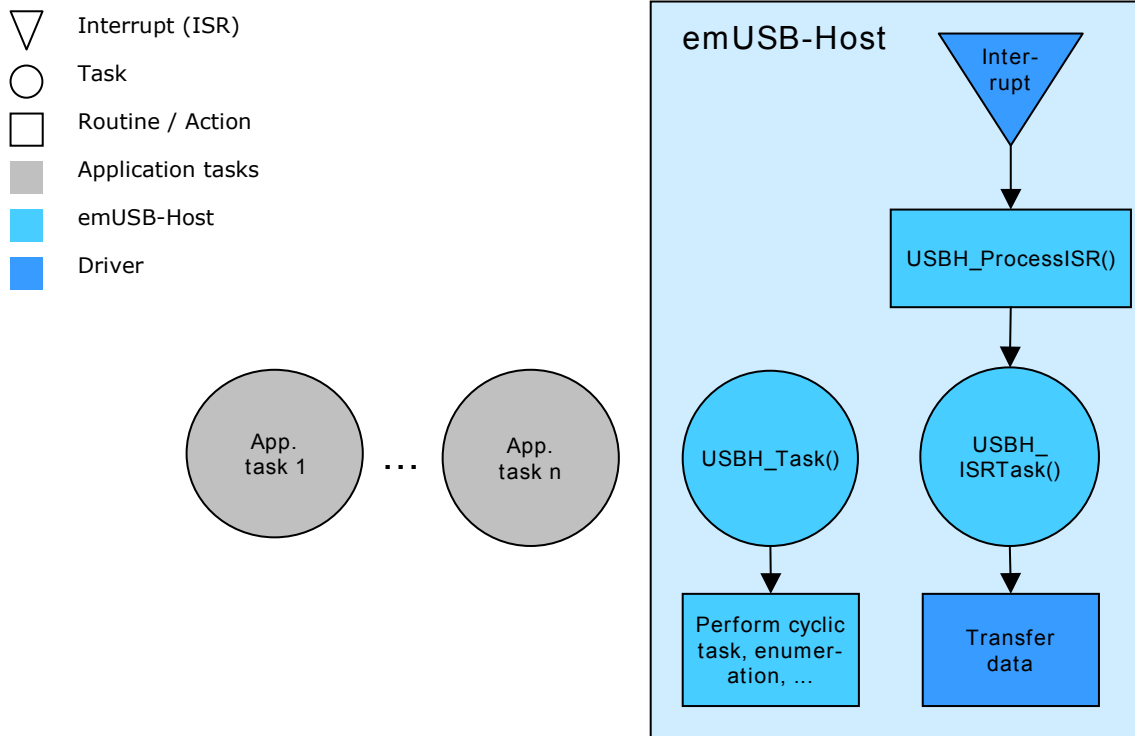 Interrupt (ISR)
Task
Routine / Action
Application tasks
emUSB-Host
Driver
emUSB-Host
Inter-
rupt
USBH_ProcessISR()
App.
task 1
...
App.
task n
USBH_Task()
USBH_
ISRTask()
Perform cyclic
task, enumer-
ation, ...
Transfer
data